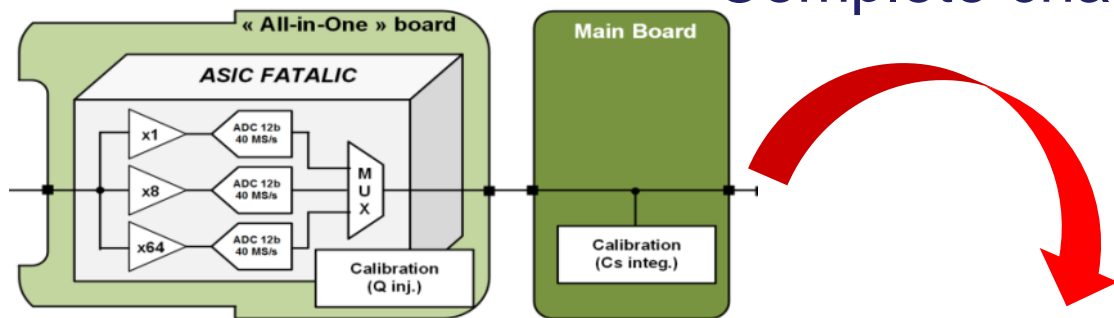 « All-in-One » board
Main Board
ASIC FATALIC
x1
ADC 12b
40 MS/s
x8
ADC 12b
40 MS/s
x64
ADC 12b
40 MS/s
M
U
X
Calibration
(Q inj.)
Calibration
(Cs integ.)